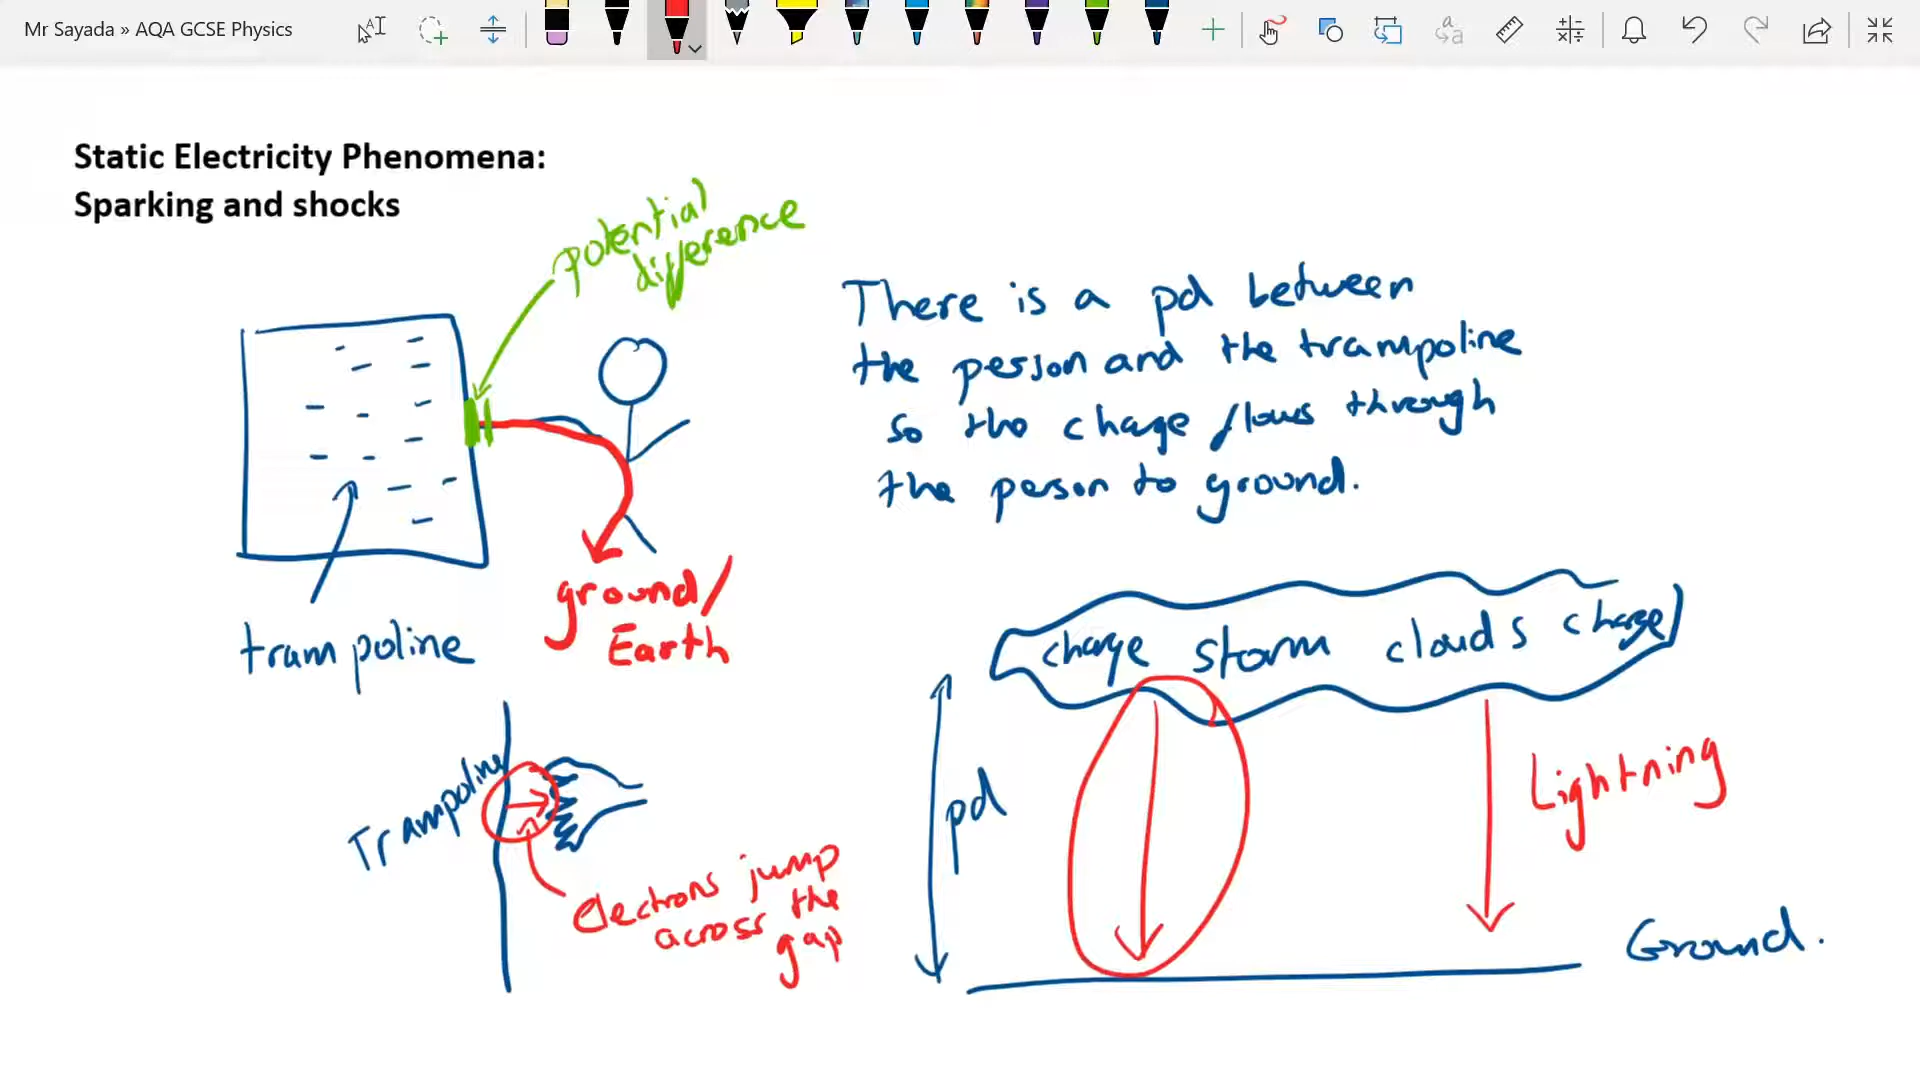 Mr Sayada » AQA GCSE Physics
Static Electricity Phenomena:
Sparking and shocks
potential
difference
There is a pd between
the person and the trampoline
so the charge flows through
the person to ground.
trampoline
ground/
Earth
charge storm clouds charge
Trampoline
electrons jump
across the
gap
pd
Lightning
Ground.